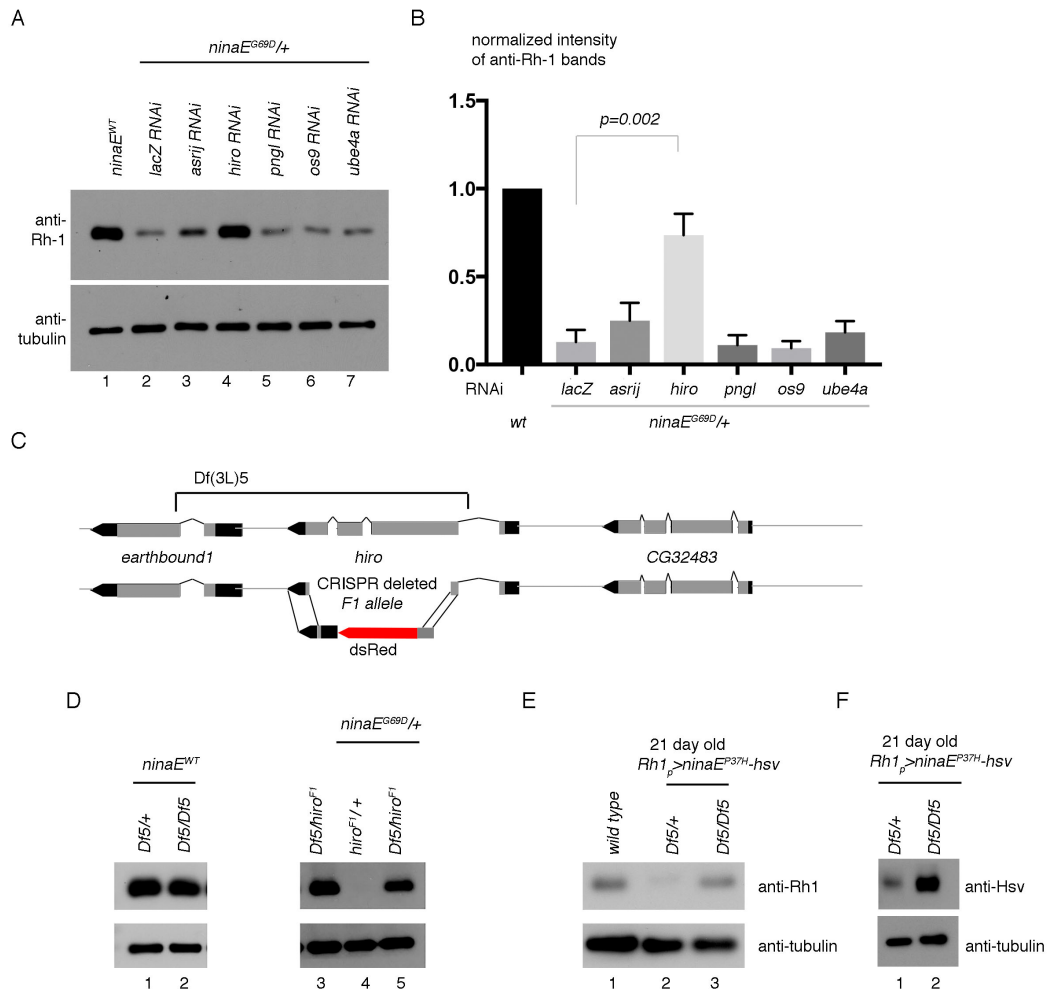 A
ninaE^G69D/+
ninaE^WT
lacZ RNAi
asrij RNAi
hiro RNAi
pngl RNAi
os9 RNAi
ube4a RNAi
anti-
Rh-1
anti-
tubulin
1 2 3 4 5 6 7
B
normalized intensity
of anti-Rh-1 bands
1.5
1.0
0.5
0.0
p=0.002
RNAi
lacZ asrij hiro pngl os9 ube4a
wt
ninaE^G69D/+
C
Df(3L)5
earthbound1
hiro
CG32483
CRISPR deleted
F1 allele
dsRed
D
ninaE^WT
Df5/+
Df5/Df5
1 2
ninaE^G69D/+
Df5/hiro^F1
hiro^F1/+
Df5/hiro^F1
3 4 5
E
21 day old
Rh1_p>ninaE^P37H-hsv
wild type
Df5/+
Df5/Df5
anti-Rh1
anti-tubulin
1 2 3
F
21 day old
Rh1_p>ninaE^P37H-hsv
Df5/+
Df5/Df5
anti-Hsv
anti-tubulin
1 2